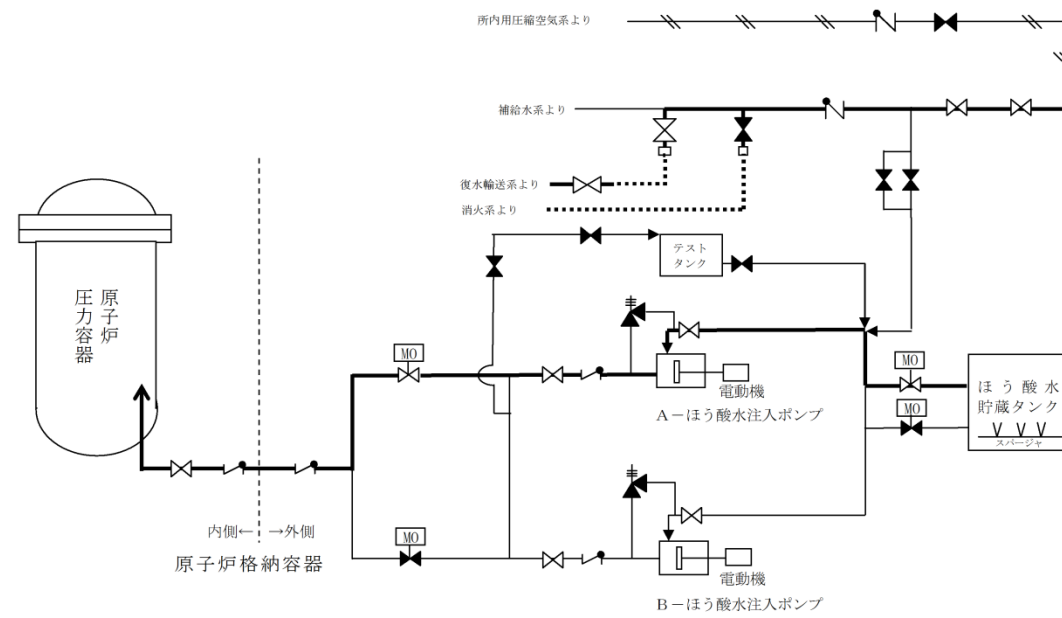 所内用圧縮空気系より
補給水系より
復水輸送系より
消火系より
テスト
タンク
原子炉
圧力容器
MO
電動機
A－ほう酸水注入ポンプ
MO
ほう酸水
貯蔵タンク
MO
スパージャ
内側←
→外側
原子炉格納容器
MO
電動機
B－ほう酸水注入ポンプ